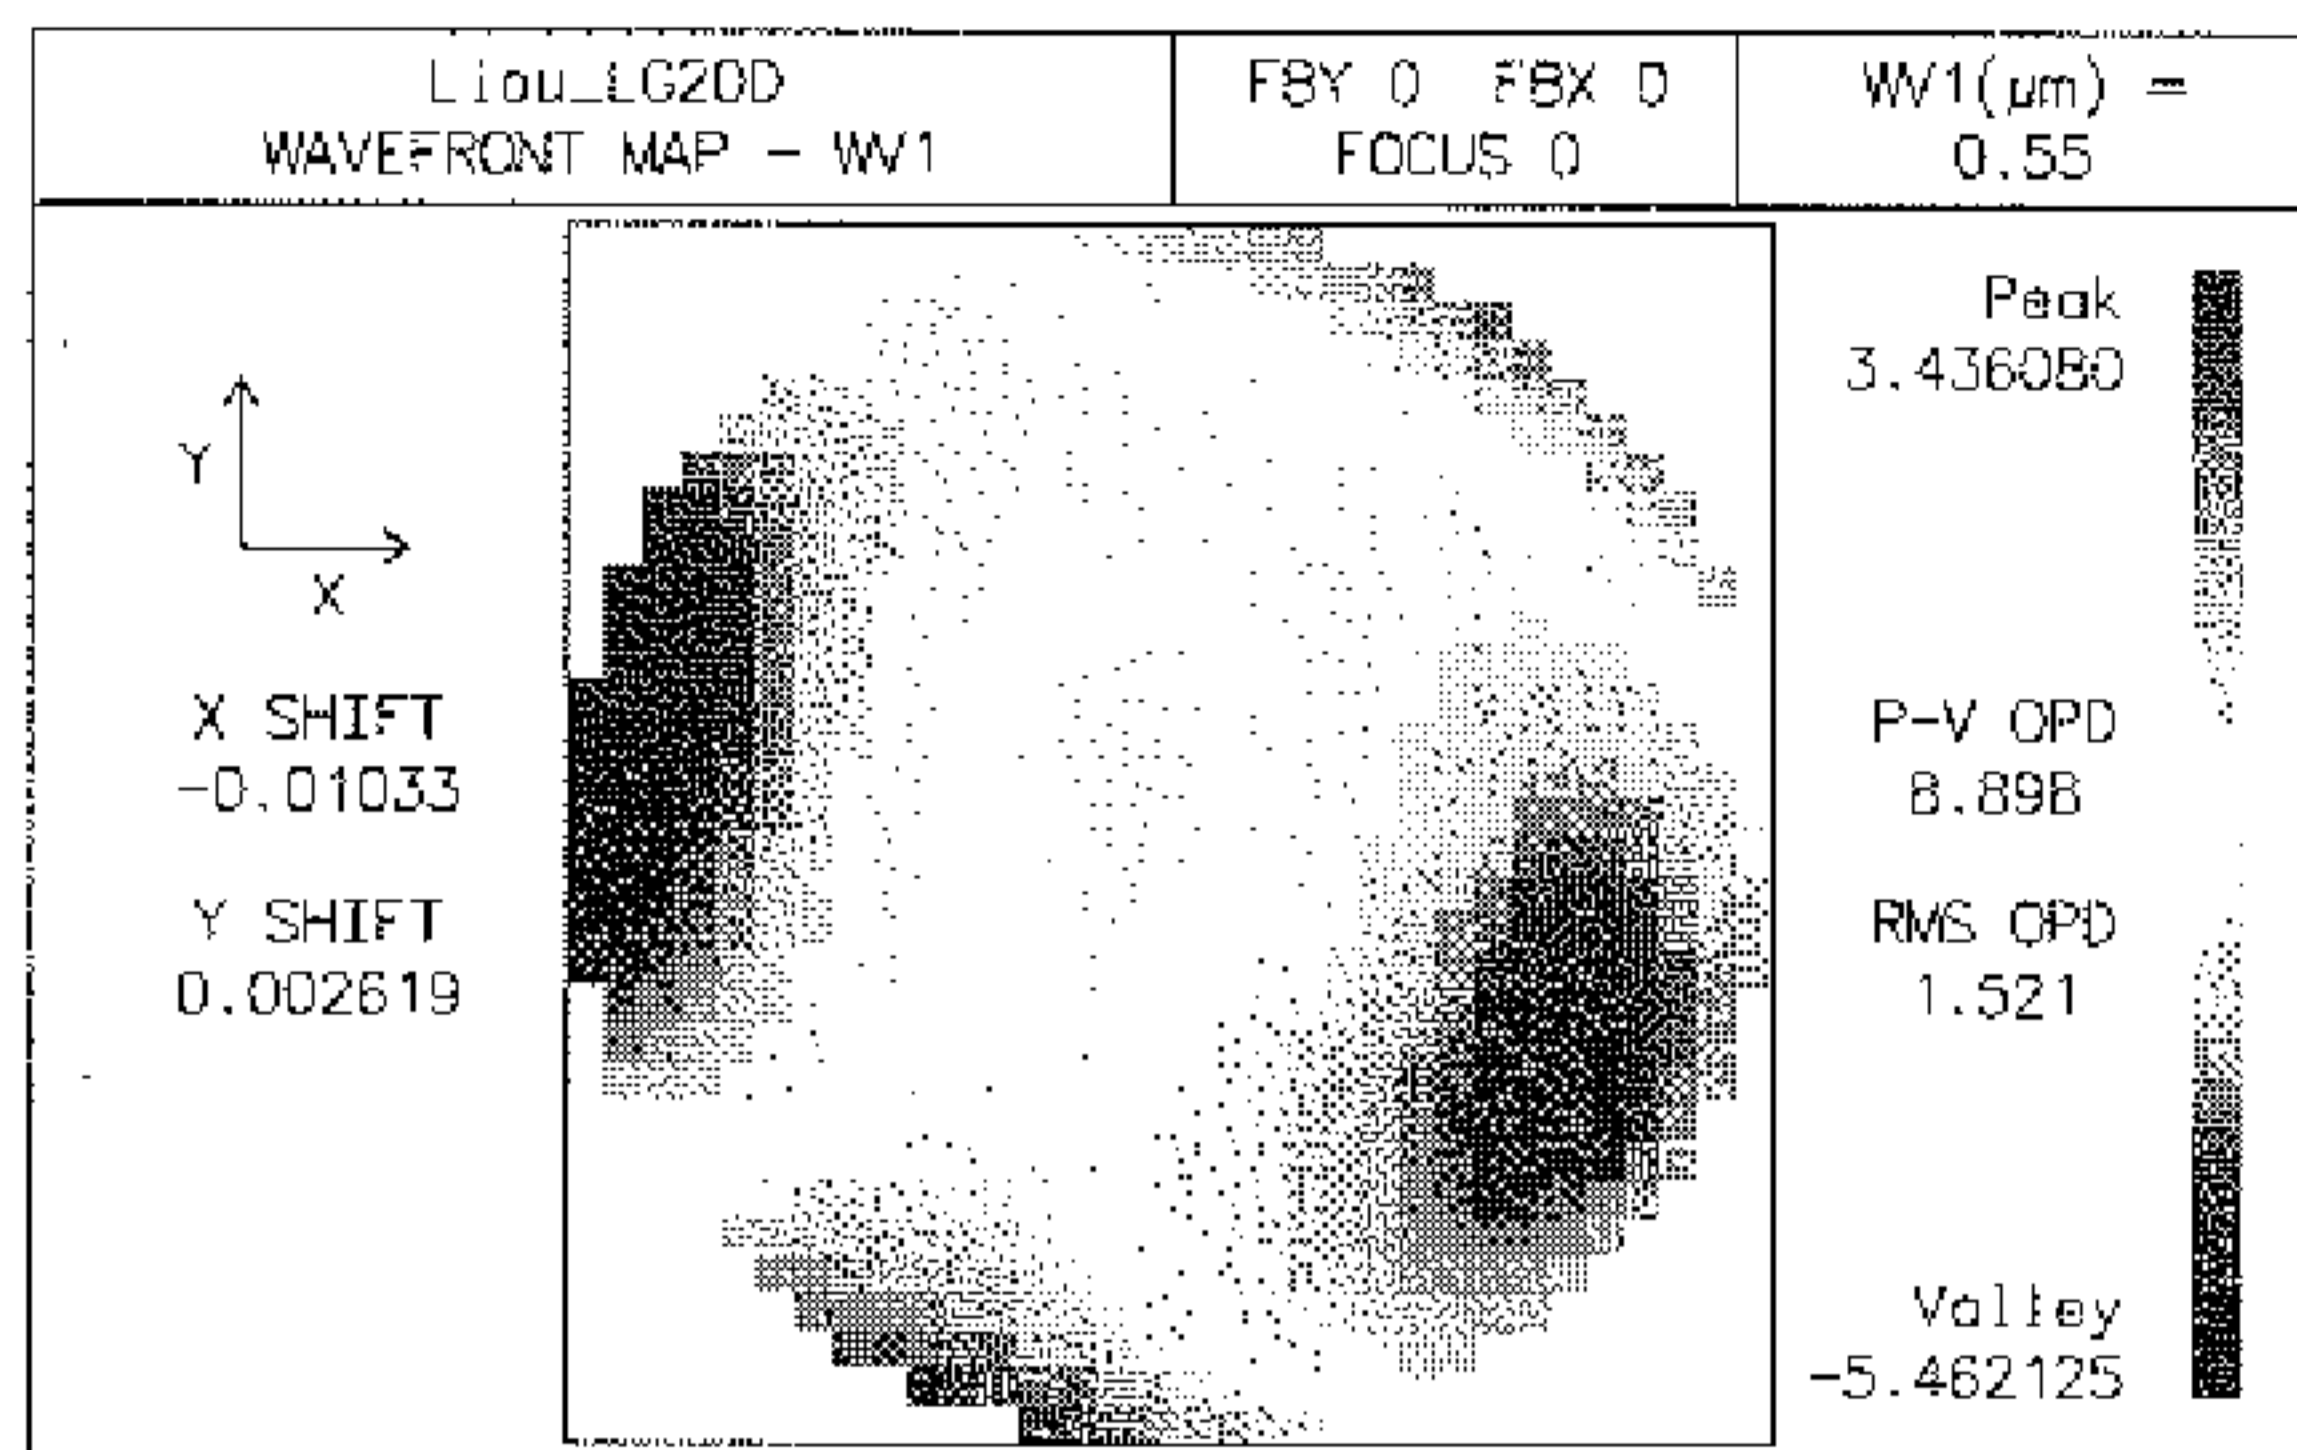 Liou_LG20D
WAVEFRONT MAP - WV1
FBY 0 FBX 0
FOCUS 0
WV1(μm) =
0.55
Y
X
X SHIFT
-0.01033
Y SHIFT
0.002619
Peak
3.436080
P-V OPD
8.898
RMS OPD
1.521
Valley
-5.462125